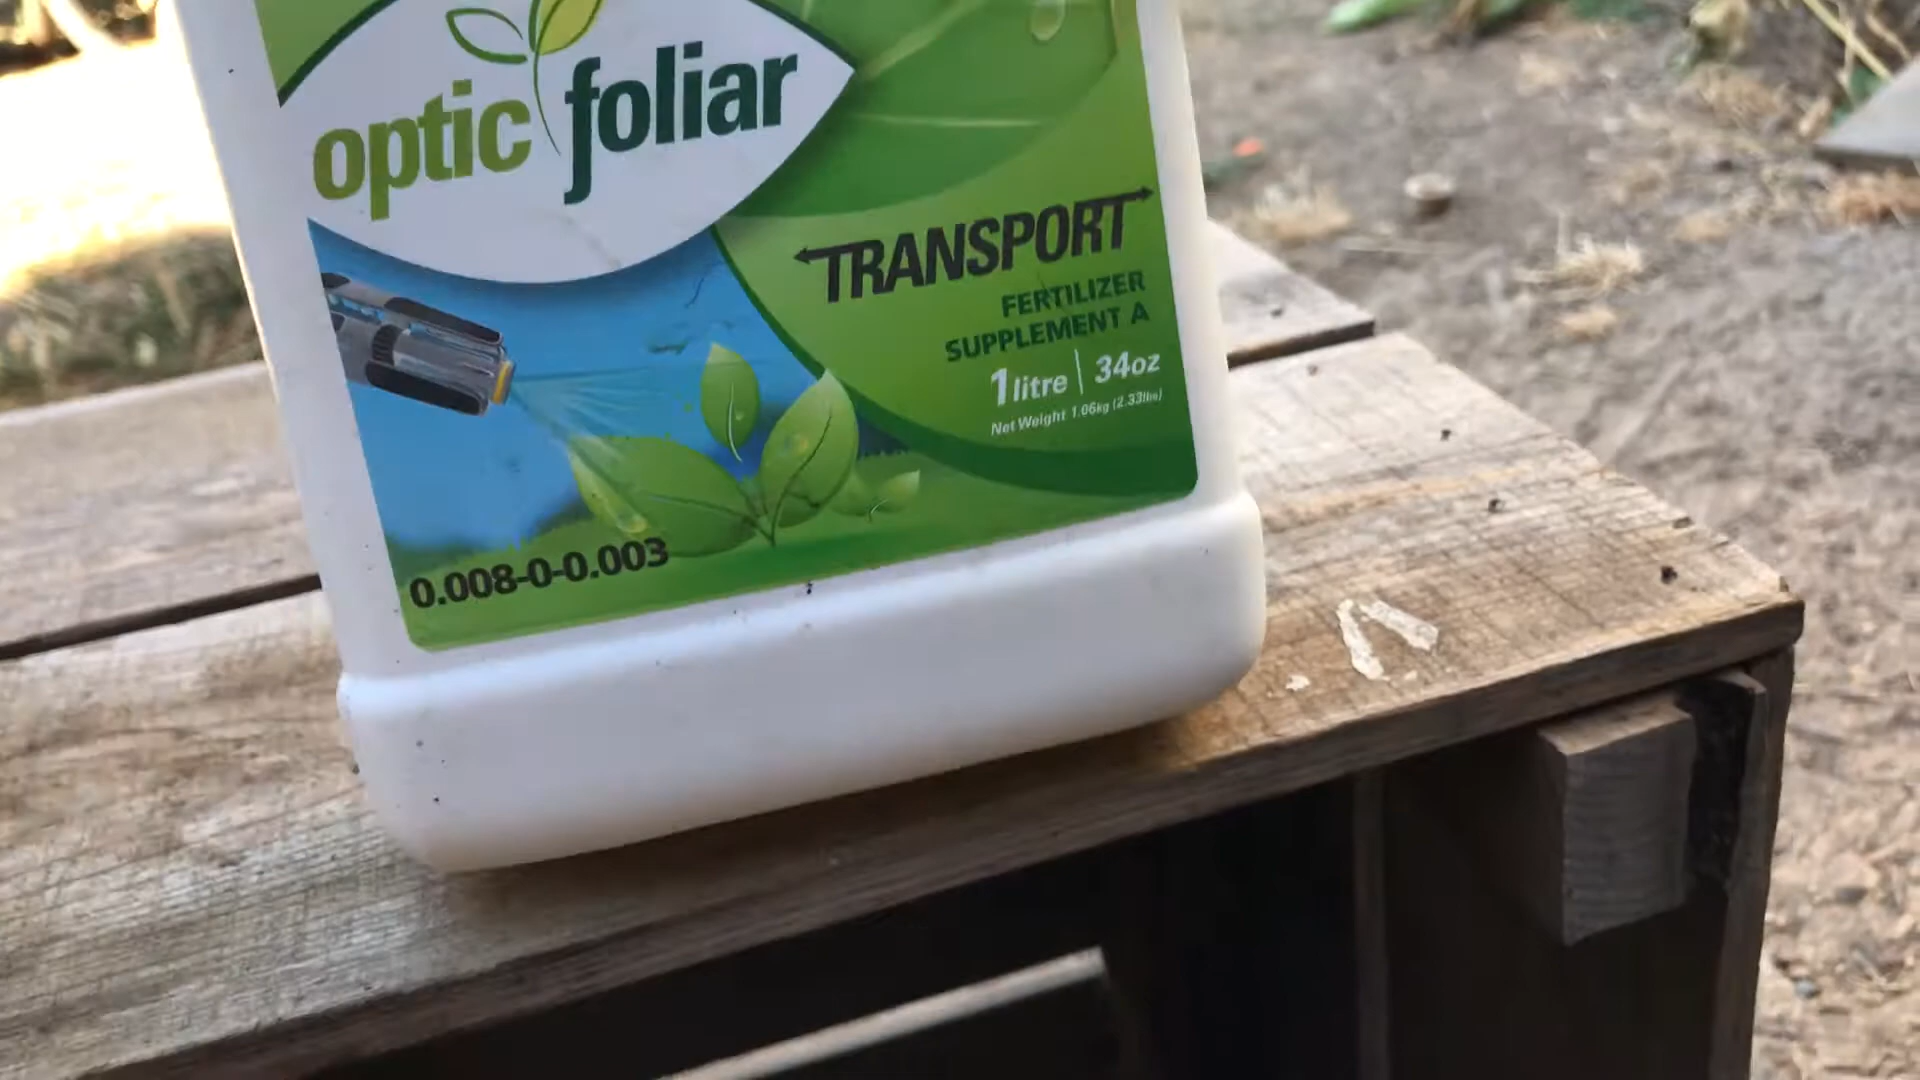 optic foliar
TRANSPORT
FERTILIZER
SUPPLEMENT A
1 litre | 34oz
Net Weight 1.06kg (2.33lbs)
0.008-0-0.003